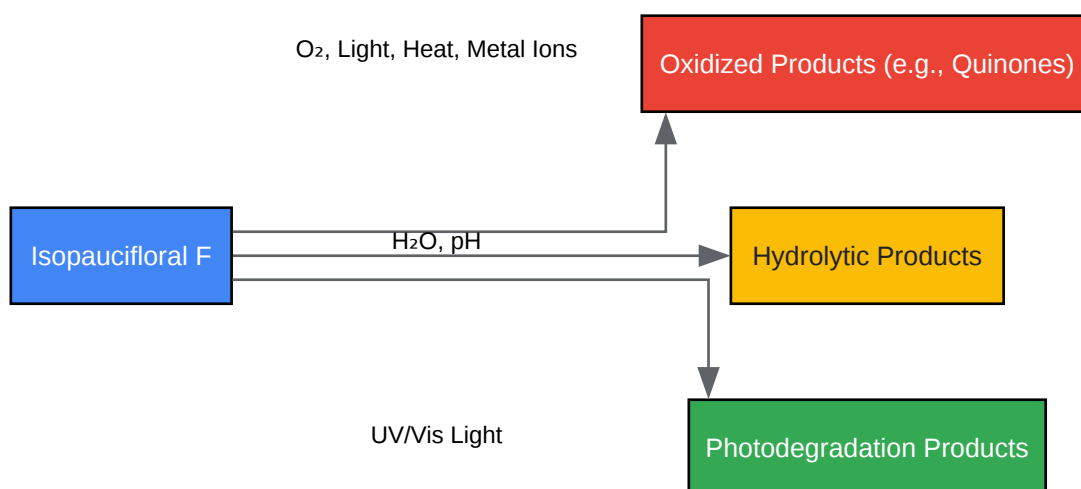 O₂, Light, Heat, Metal Ions
Oxidized Products (e.g., Quinones)
Isopaucifloral F
H₂O, pH
Hydrolytic Products
UV/Vis Light
Photodegradation Products